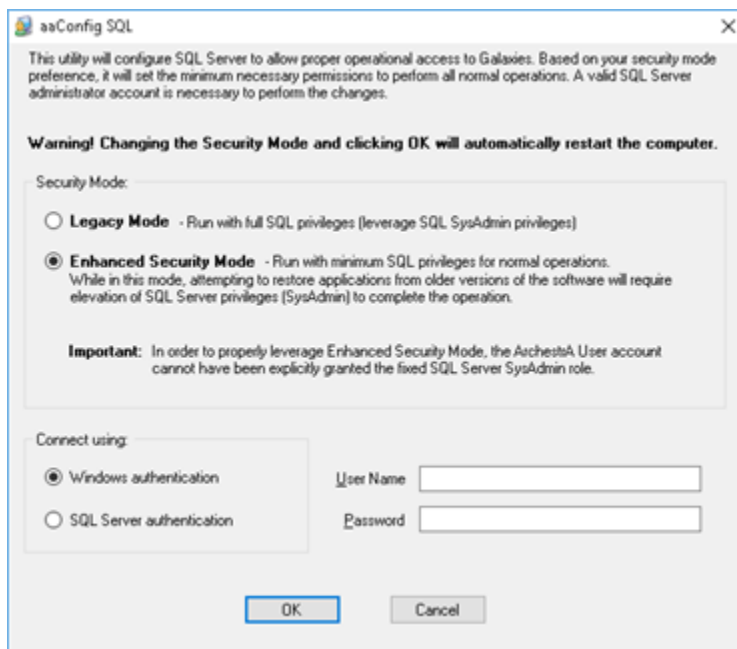 aaConfig SQL
This utility will configure SQL Server to allow proper operational access to Galaxies. Based on your security mode
preference, it will set the minimum necessary permissions to perform all normal operations. A valid SQL Server
administrator account is necessary to perform the changes.
Warning! Changing the Security Mode and clicking OK will automatically restart the computer.
Security Mode:
Legacy Mode - Run with full SQL privileges (leverage SQL SysAdmin privileges)
Enhanced Security Mode - Run with minimum SQL privileges for normal operations.
While in this mode, attempting to restore applications from older versions of the software will require
elevation of SQL Server privileges (SysAdmin) to complete the operation.
Important: In order to properly leverage Enhanced Security Mode, the ArchestrA User account
cannot have been explicitly granted the fixed SQL Server SysAdmin role.
Connect using:
Windows authentication
User Name
SQL Server authentication
Password
OK
Cancel